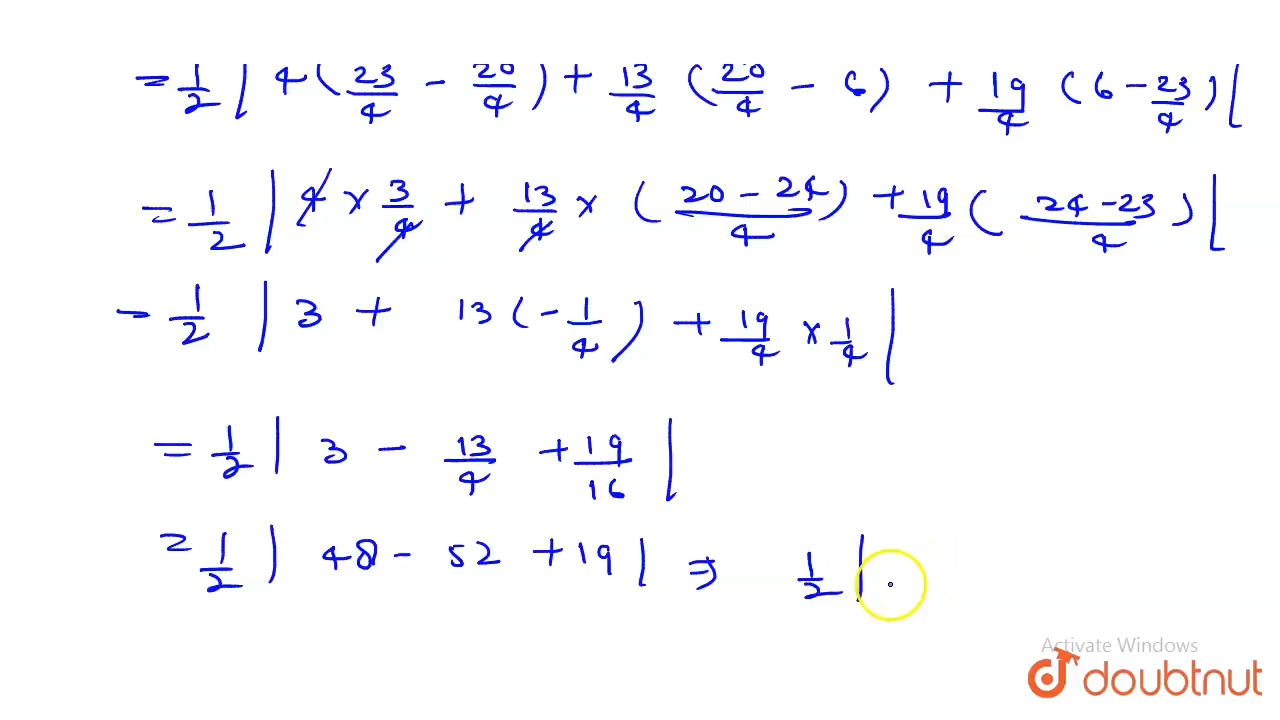 = 1/2 | 4 ( 23/4 - 20/4 ) + 13/4 ( 20/4 - 6 ) + 19/4 ( 6 - 23/4 ) |
= 1/2 | 4 × 3/4 + 13/4 × ( 20 - 24 / 4 ) + 19/4 ( 24 - 23 / 4 ) |
- 1/2 | 3 + 13 ( - 1/4 ) + 19/4 × 1/4 |
= 1/2 | 3 - 13/4 + 19/16 |
= 1/2 | 48 - 52 + 19 | ⇒ 1/2 |
Activate Windows
doubtnut